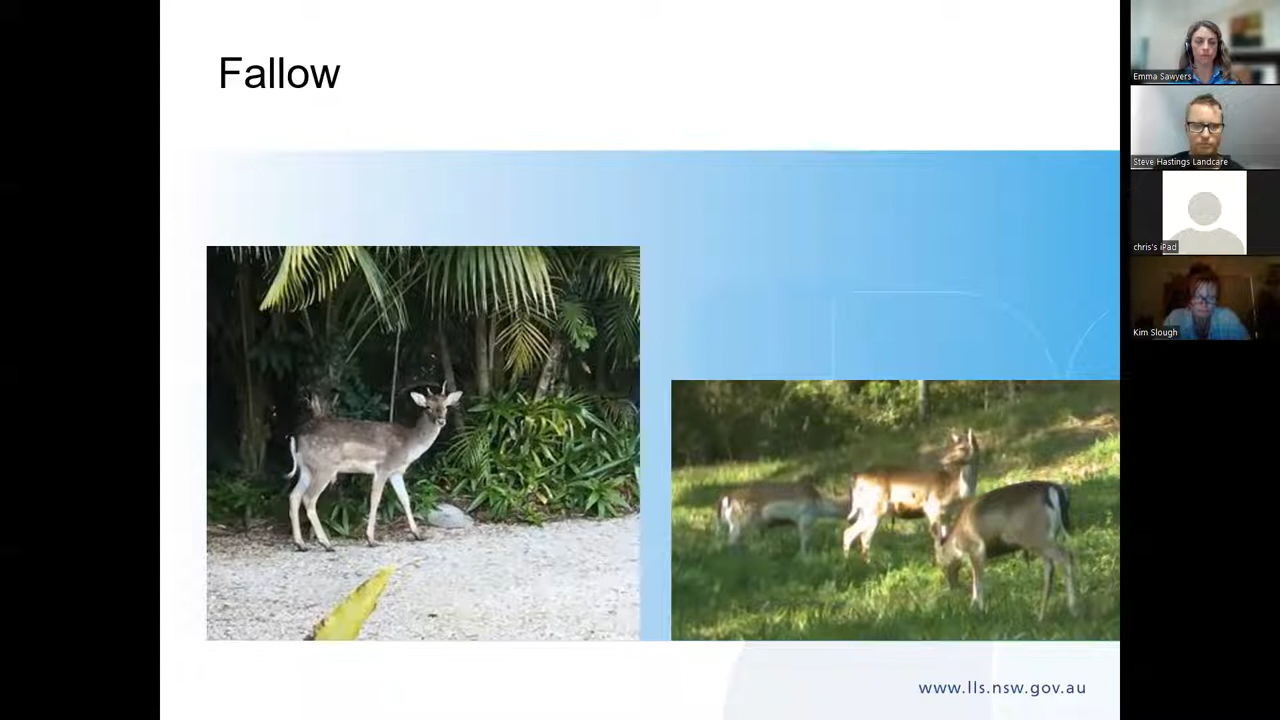 Fallow
www.lls.nsw.gov.au
Emma Sawyers
Steve Hastings Landcare
chris's iPad
Kim Slough